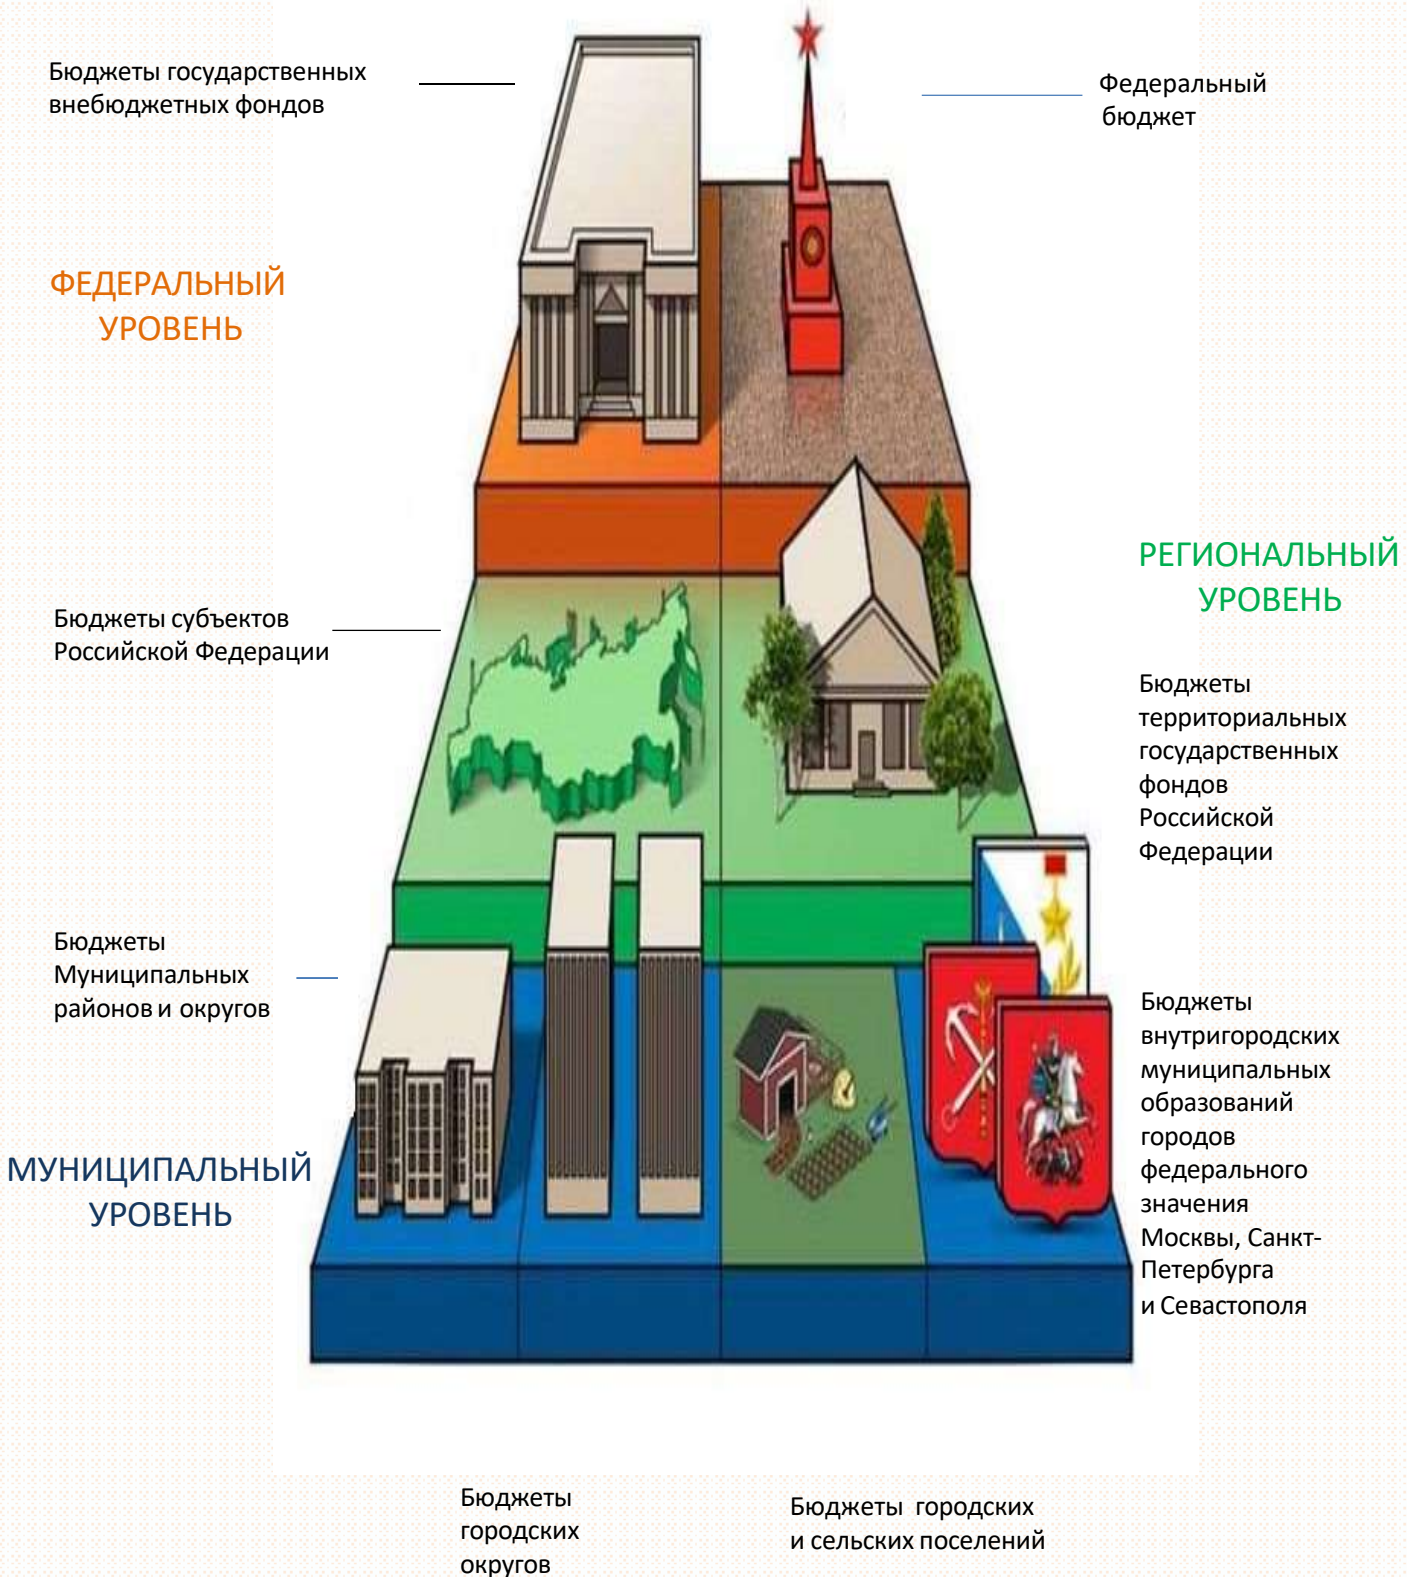 Бюджеты государственных
внебюджетных фондов
Федеральный
бюджет
ФЕДЕРАЛЬНЫЙ
УРОВЕНЬ
РЕГИОНАЛЬНЫЙ
УРОВЕНЬ
Бюджеты субъектов
Российской Федерации
Бюджеты
территориальных
государственных
фондов
Российской
Федерации
Бюджеты
Муниципальных
районов и округов
Бюджеты
внутригородских
муниципальных
образований
городов
федерального
значения
Москвы, Санкт-
Петербурга
и Севастополя
МУНИЦИПАЛЬНЫЙ
УРОВЕНЬ
Бюджеты
городских
округов
Бюджеты городских
и сельских поселений